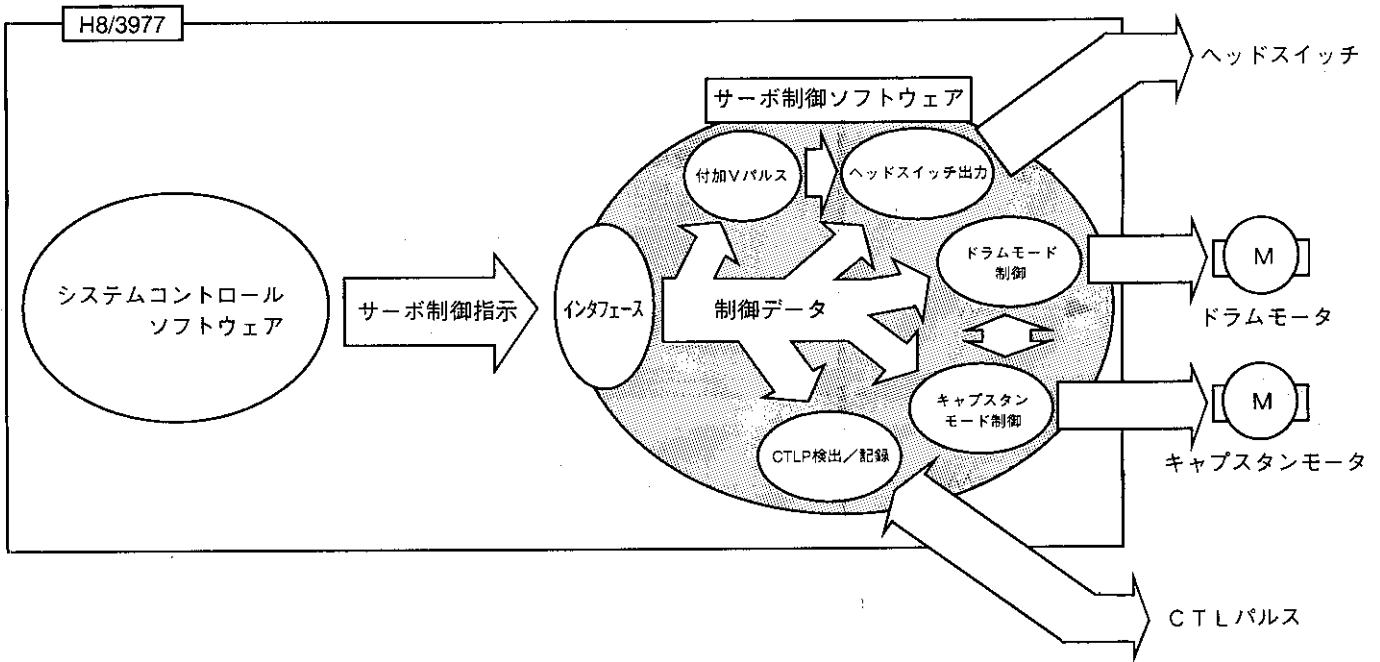 H8/3977
ヘッドスイッチ
サーボ制御ソフトウェア
付加Vパルス
ヘッドスイッチ出力
ドラムモード
制御
M
ドラムモータ
システムコントロール
ソフトウェア
サーボ制御指示
インタフェース
制御データ
キャプスタン
モード制御
M
キャプスタンモータ
CTLP検出／記録
CTLパルス